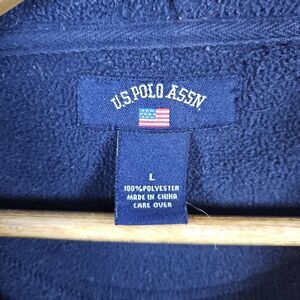 U.S. POLO ASSN.
L
100%POLYESTER
MADE IN CHINA
CARE OVER